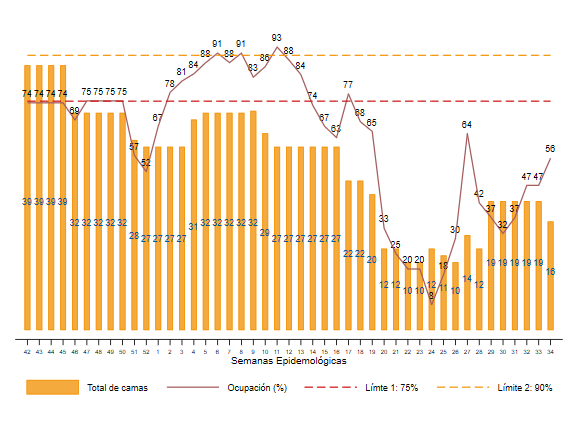 74 74 74 74 69 75 75 75 75 57 52 67 78 81 84 88 91 88 91 83 86 93 88 84 74 67 63 77 68 65 33 25 20 20 8 18 30 64 42 37 32 37 47 47 56
39 39 39 39 32 32 32 32 32 28 27 27 27 27 31 32 32 32 32 32 29 27 27 27 27 27 27 22 22 20 12 12 10 10 12 11 10 14 12 19 19 19 19 19 16
42 43 44 45 46 47 48 49 50 51 52 1 2 3 4 5 6 7 8 9 10 11 12 13 14 15 16 17 18 19 20 21 22 23 24 25 26 27 28 29 30 31 32 33 34
Semanas Epidemológicas
Total de camas Ocupación (%) Límte 1: 75% Límite 2: 90%